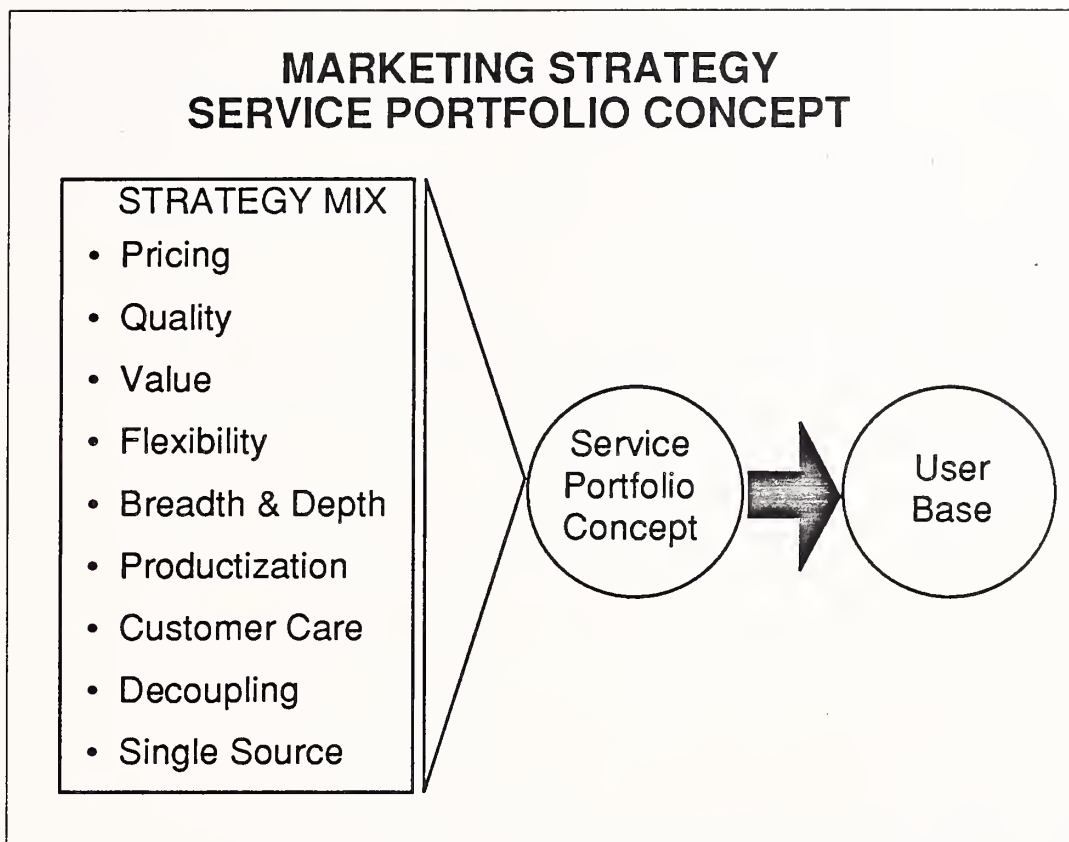 MARKETING STRATEGY
SERVICE PORTFOLIO CONCEPT
STRATEGY MIX
• Pricing
• Quality
• Value
• Flexibility
• Breadth & Depth
• Productization
• Customer Care
• Decoupling
• Single Source
Service
Portfolio
Concept
User
Base